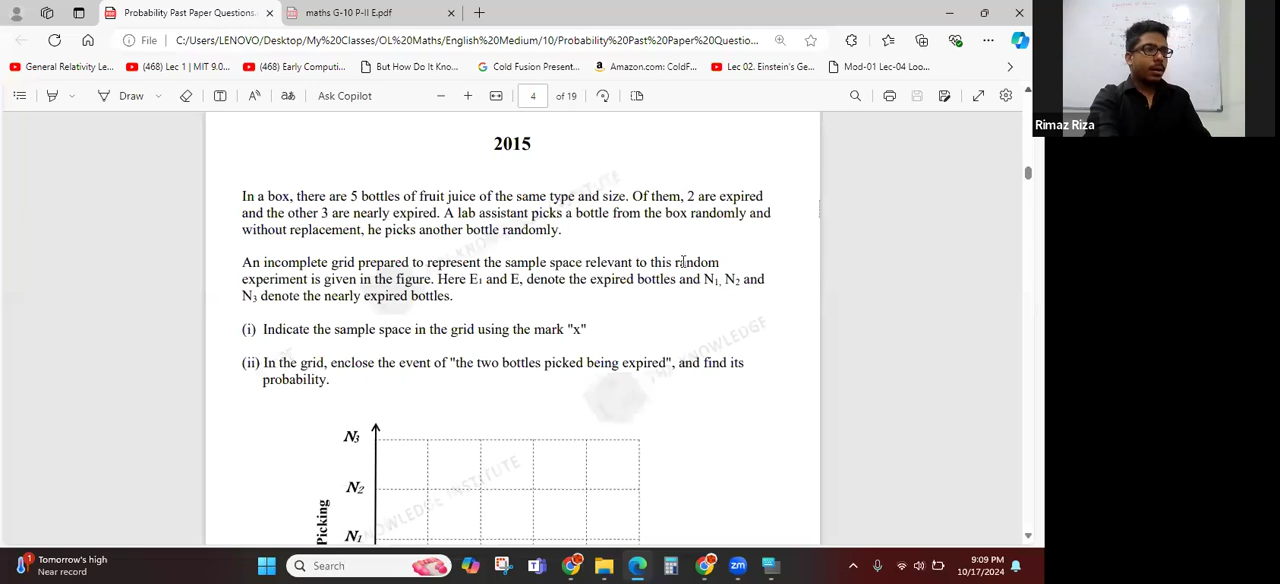 Probability Past Paper Questions.
maths G-10 P-II E.pdf
File
C:/Users/LENOVO/Desktop/My%20Classes/OL%20Maths/English%20Medium/10/Probability%20Past%20Paper%20Questio...
General Relativity Le...
(468) Lec 1 | MIT 9.0...
(468) Early Computi...
But How Do It Kno...
Cold Fusion Present...
Amazon.com: ColdF...
Lec 02. Einstein's Ge...
Mod-01 Lec-04 Loo...
Draw
Ask Copilot
4 of 19
Rimaz Riza
2015
In a box, there are 5 bottles of fruit juice of the same type and size. Of them, 2 are expired
and the other 3 are nearly expired. A lab assistant picks a bottle from the box randomly and
without replacement, he picks another bottle randomly.
An incomplete grid prepared to represent the sample space relevant to this random
experiment is given in the figure. Here E₁ and E, denote the expired bottles and N₁, N₂ and
N₃ denote the nearly expired bottles.
(i) Indicate the sample space in the grid using the mark "x"
(ii) In the grid, enclose the event of "the two bottles picked being expired", and find its
probability.
N₃
N₂
N₁
Picking
KNOWLEDGE INSTITUTE
Tomorrow's high
Near record
Search
zm
9:09 PM
10/17/2024